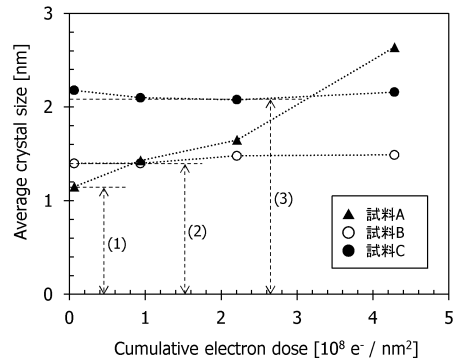 3
2
1
0
Average crystal size [nm]
(1)
(2)
(3)
試料A
試料B
試料C
0
1
2
3
4
5
Cumulative electron dose [10⁸ e⁻ / nm²]